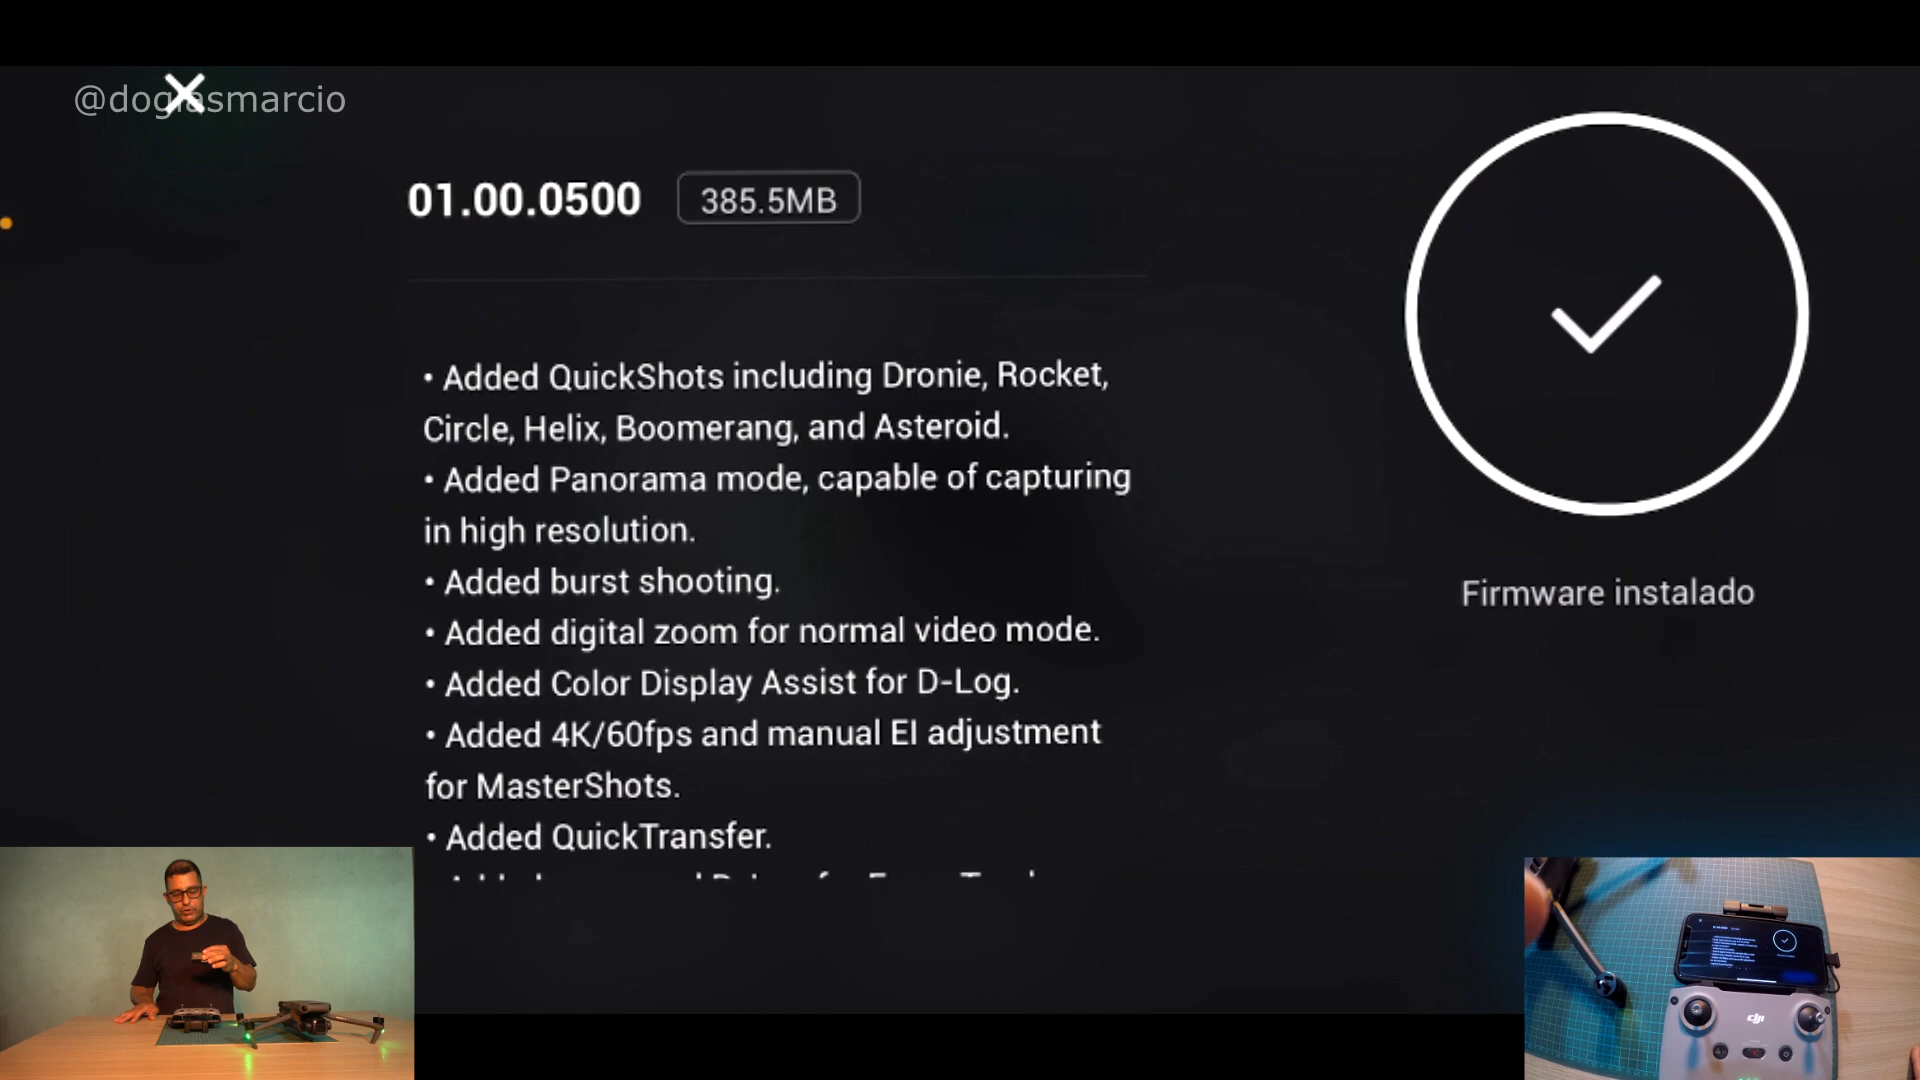 @doglasmarcio
01.00.0500 385.5MB
• Added QuickShots including Dronie, Rocket,
Circle, Helix, Boomerang, and Asteroid.
• Added Panorama mode, capable of capturing
in high resolution.
• Added burst shooting.
• Added digital zoom for normal video mode.
• Added Color Display Assist for D-Log.
• Added 4K/60fps and manual EI adjustment
for MasterShots.
• Added QuickTransfer.
Firmware instalado
dji